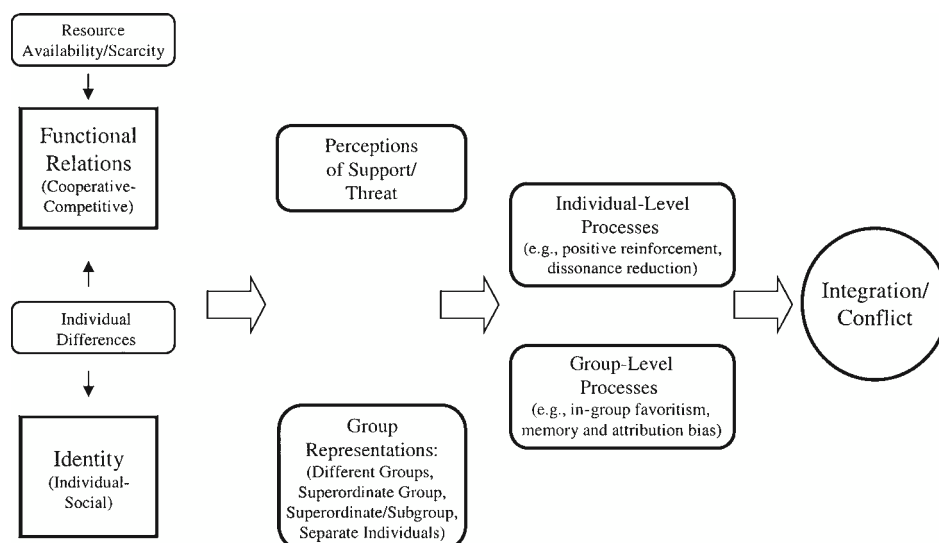 Resource
Availability/Scarcity
Functional
Relations
(Cooperative-
Competitive)
Individual
Differences
Identity
(Individual-
Social)
Perceptions
of Support/
Threat
Group
Representations:
(Different Groups,
Superordinate Group,
Superordinate/Subgroup,
Separate Individuals)
Individual-Level
Processes
(e.g., positive reinforcement,
dissonance reduction)
Group-Level
Processes
(e.g., in-group favoritism,
memory and attribution bias)
Integration/
Conflict